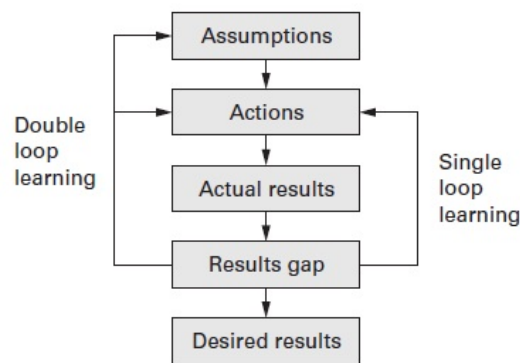 Assumptions
Actions
Double
loop
learning
Actual results
Single
loop
learning
Results gap
Desired results